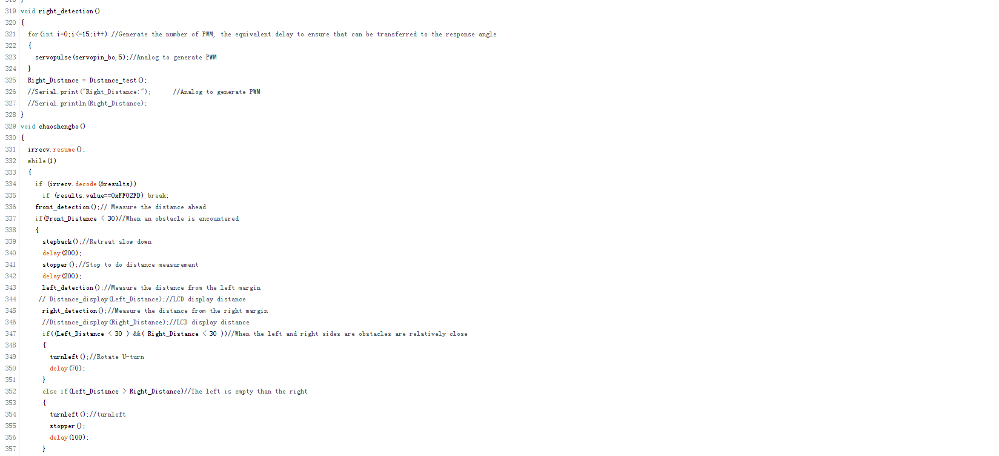 319 void right_detection()
320 {
321 for(int i=0;i<=15;i++) //Generate the number of PWM, the equivalent delay to ensure that can be transferred to the response angle
322 {
323 servopulse(servopin_bo,5);//Analog to generate PWM
324 }
325 Right_Distance = Distance_test();
326 //Serial.print("Right_Distance:"); //Analog to generate PWM
327 //Serial.println(Right_Distance);
328 }
329 void chaoshengbo()
330 {
331 irrecv.resume();
332 while(1)
333 {
334 if (irrecv.decode(&results))
335 if (results.value==0xFF02FD) break;
336 front_detection();// Measure the distance ahead
337 if(Front_Distance < 30)//When an obstacle is encountered
338 {
339 stepback();//Retreat slow down
340 delay(200);
341 stopper();//Stop to do distance measurement
342 delay(200);
343 left_detection();//Measure the distance from the left margin
344 // Distance_display(Left_Distance);//LCD display distance
345 right_detection();//Measure the distance from the right margin
346 //Distance_display(Right_Distance);//LCD display distance
347 if((Left_Distance < 30 ) &&( Right_Distance < 30 ))//When the left and right sides are obstacles are relatively close
348 {
349 turnleft();//Rotate U-turn
350 delay(70);
351 }
352 else if(Left_Distance > Right_Distance)//The left is empty than the right
353 {
354 turnleft();//turnleft
355 stopper();
356 delay(100);
357 }